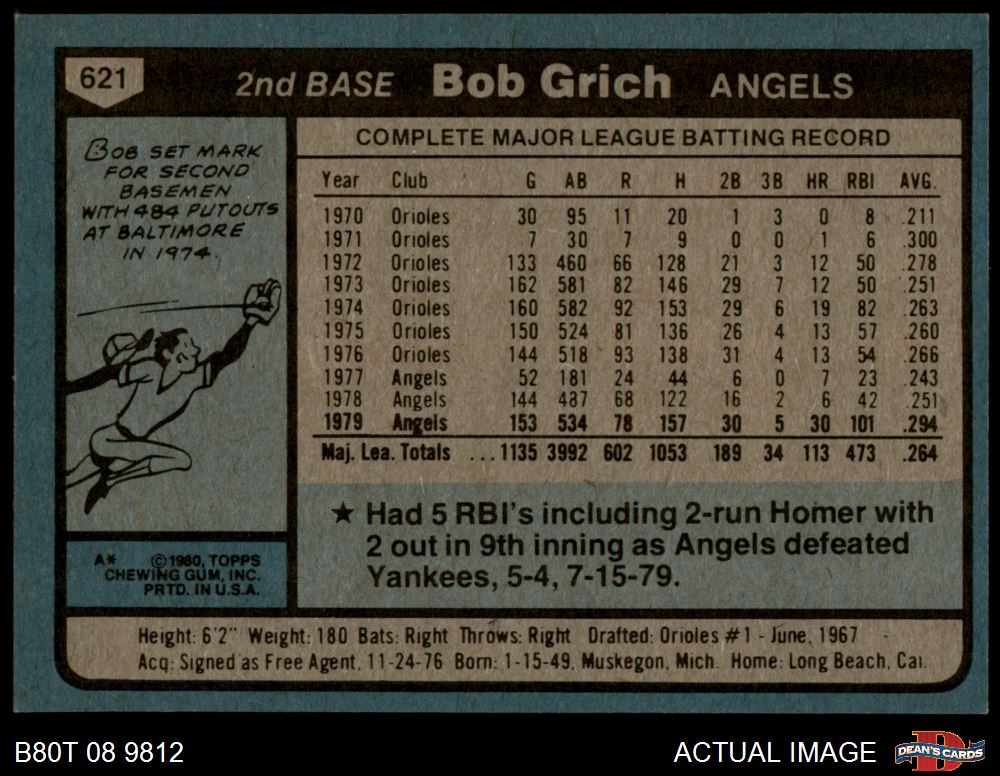 621
2nd BASE Bob Grich ANGELS
BOB SET MARK
FOR SECOND
BASEMEN
WITH 484 PUTOUTS
AT BALTIMORE
IN 1974.
COMPLETE MAJOR LEAGUE BATTING RECORD
Year Club G AB R H 2B 3B HR RBI AVG.
1970 Orioles 30 95 11 20 1 3 0 8 .211
1971 Orioles 7 30 7 9 0 0 1 6 .300
1972 Orioles 133 460 66 128 21 3 12 50 .278
1973 Orioles 162 581 82 146 29 7 12 50 .251
1974 Orioles 160 582 92 153 29 6 19 82 .263
1975 Orioles 150 524 81 136 26 4 13 57 .260
1976 Orioles 144 518 93 138 31 4 13 54 .266
1977 Angels 52 181 24 44 6 0 7 23 .243
1978 Angels 144 487 68 122 16 2 6 42 .251
1979 Angels 153 534 78 157 30 5 30 101 .294
Maj. Lea. Totals ...1135 3992 602 1053 189 34 113 473 .264
★ Had 5 RBI's including 2-run Homer with
2 out in 9th inning as Angels defeated
Yankees, 5-4, 7-15-79.
A* ©1980, TOPPS
CHEWING GUM, INC.
PRTD. IN U.S.A.
Height: 6'2" Weight: 180 Bats: Right Throws: Right Drafted: Orioles #1 - June, 1967
Acq: Signed as Free Agent, 11-24-76 Born: 1-15-49, Muskegon, Mich. Home: Long Beach, Cal.
B80T 08 9812
ACTUAL IMAGE
DEAN'S CARDS